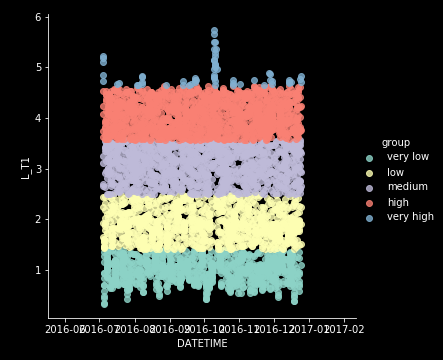 6
5
4
3
2
1
L_T1
2016-06 2016-07 2016-08 2016-09 2016-10 2016-11 2016-12 2017-01 2017-02
DATETIME
group
very low
low
medium
high
very high